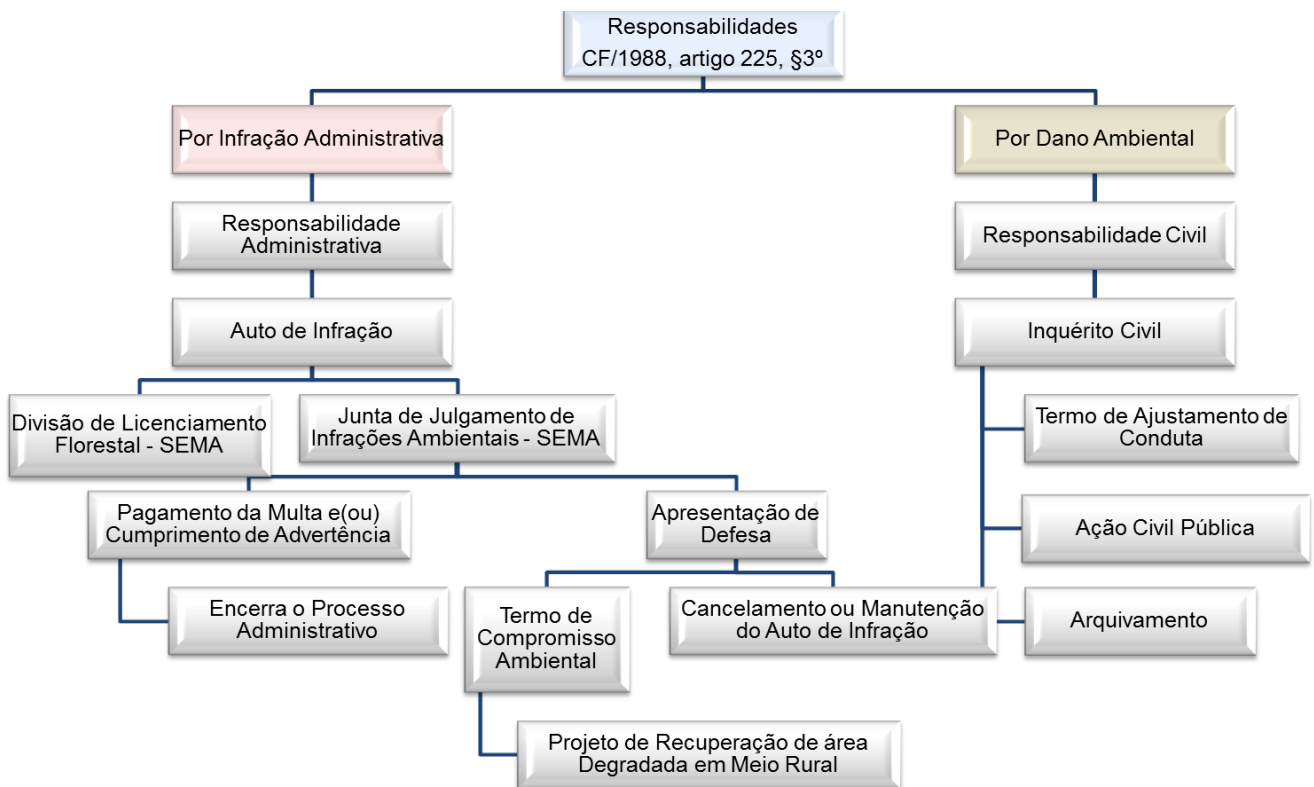 Responsabilidades
CF/1988, artigo 225, §3º
Por Infração Administrativa
Por Dano Ambiental
Responsabilidade
Administrativa
Responsabilidade Civil
Auto de Infração
Inquérito Civil
Divisão de Licenciamento
Florestal - SEMA
Junta de Julgamento de
Infrações Ambientais - SEMA
Termo de Ajustamento de
Conduta
Pagamento da Multa e(ou)
Cumprimento de Advertência
Apresentação de
Defesa
Ação Civil Pública
Encerra o Processo
Administrativo
Termo de
Compromisso
Ambiental
Cancelamento ou Manutenção
do Auto de Infração
Arquivamento
Projeto de Recuperação de área
Degradada em Meio Rural